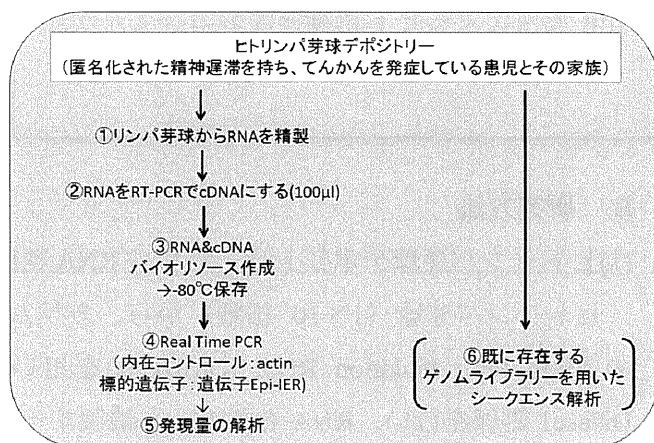 ヒトリンパ芽球デポジトリー
（匿名化された精神遅滞を持ち、てんかんを発症している患児とその家族）
①リンパ芽球からRNAを精製
②RNAをRT-PCRでcDNAにする(100μl)
③RNA&cDNA
バイオリソース作成
→-80℃保存
④Real Time PCR
（内在コントロール：actin
標的遺伝子：遺伝子Epi-IER）
↓
⑤発現量の解析
⑥既に存在する
ゲノムライブラリーを用いた
シークエンス解析